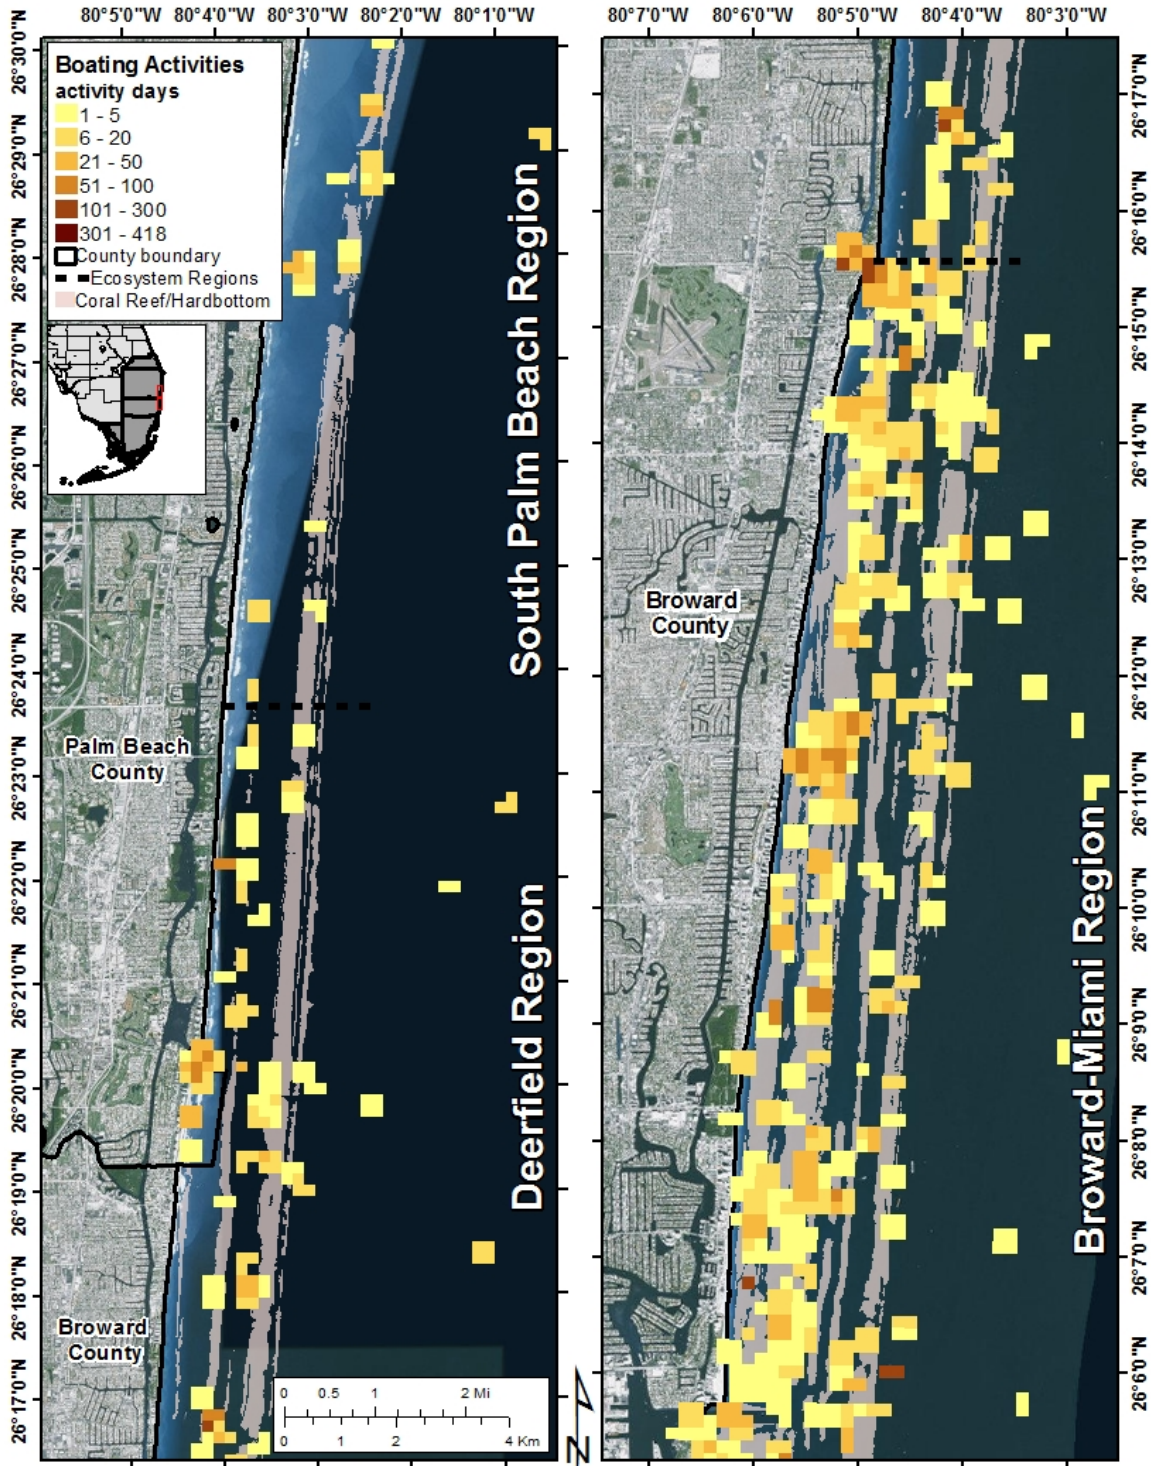 80°5'0"W 80°4'0"W 80°3'0"W 80°2'0"W 80°1'0"W
80°7'0"W 80°6'0"W 80°5'0"W 80°4'0"W 80°3'0"W
Boating Activities
activity days
1 - 5
6 - 20
21 - 50
51 - 100
101 - 300
301 - 418
County boundary
Ecosystem Regions
Coral Reef/Hardbottom
26°30'0"N
26°29'0"N
26°28'0"N
26°27'0"N
26°26'0"N
26°25'0"N
26°24'0"N
26°23'0"N
26°22'0"N
26°21'0"N
26°20'0"N
26°19'0"N
26°18'0"N
26°17'0"N
South Palm Beach Region
Palm Beach
County
Deerfield Region
Broward
County
0 0.5 1 2 Mi
0 1 2 4 Km
N
Broward
County
Broward-Miami Region
26°17'0"N
26°16'0"N
26°15'0"N
26°14'0"N
26°13'0"N
26°12'0"N
26°11'0"N
26°10'0"N
26°9'0"N
26°8'0"N
26°7'0"N
26°6'0"N